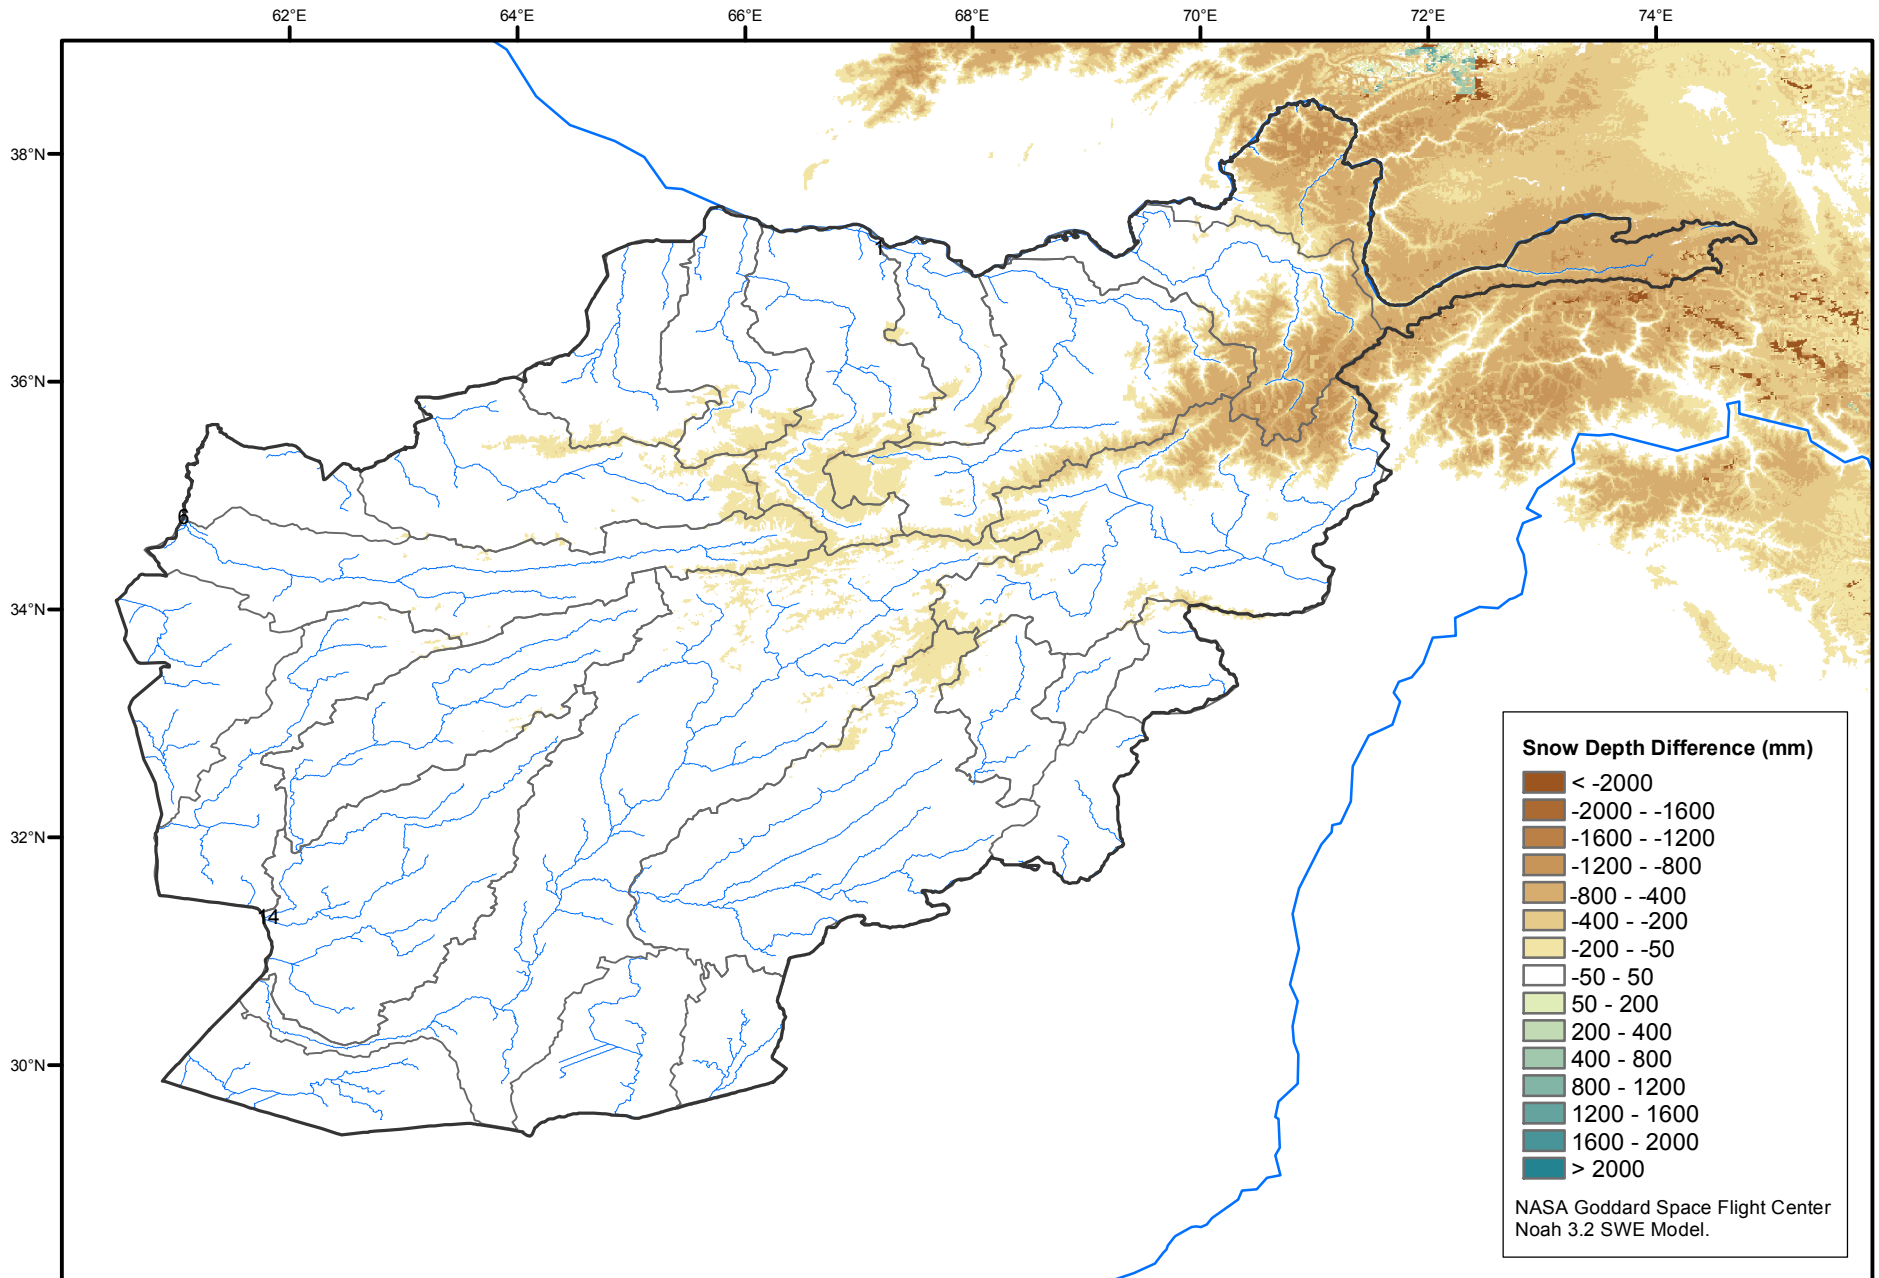 62°E 64°E 66°E 68°E 70°E 72°E 74°E
38°N
1
36°N
6
34°N
32°N
14
30°N
Snow Depth Difference (mm)
< -2000
-2000 - -1600
-1600 - -1200
-1200 - -800
-800 - -400
-400 - -200
-200 - -50
-50 - 50
50 - 200
200 - 400
400 - 800
800 - 1200
1200 - 1600
1600 - 2000
> 2000
NASA Goddard Space Flight Center
Noah 3.2 SWE Model.